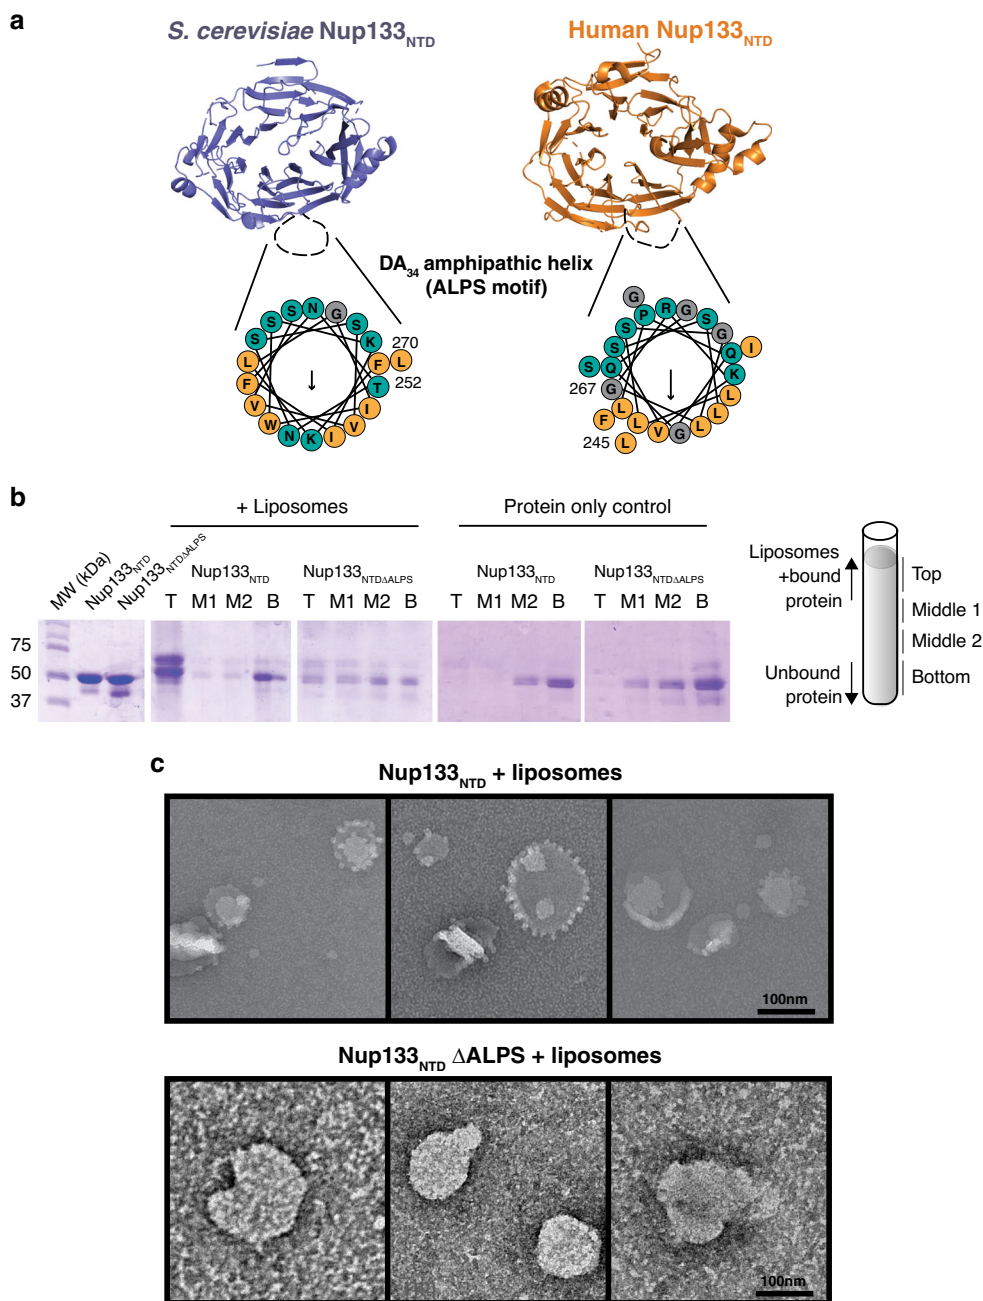 a
S. cerevisiae Nup133NTD
Human Nup133NTD
DA34 amphipathic helix
(ALPS motif)
S S S N G S K F L T I V I K N W V F L
270
252
G P R G S G Q I K L L L G V L L F G Q S S S
267
245
b
+ Liposomes
Protein only control
MW (kDa)
Nup133NTD
Nup133NTDΔALPS
Nup133NTD
Nup133NTDΔALPS
Nup133NTD
Nup133NTDΔALPS
T M1 M2 B T M1 M2 B T M1 M2 B T M1 M2 B
75
50
37
Liposomes
+bound
protein
Unbound
protein
Top
Middle 1
Middle 2
Bottom
c
Nup133NTD + liposomes
100nm
Nup133NTD ΔALPS + liposomes
100nm